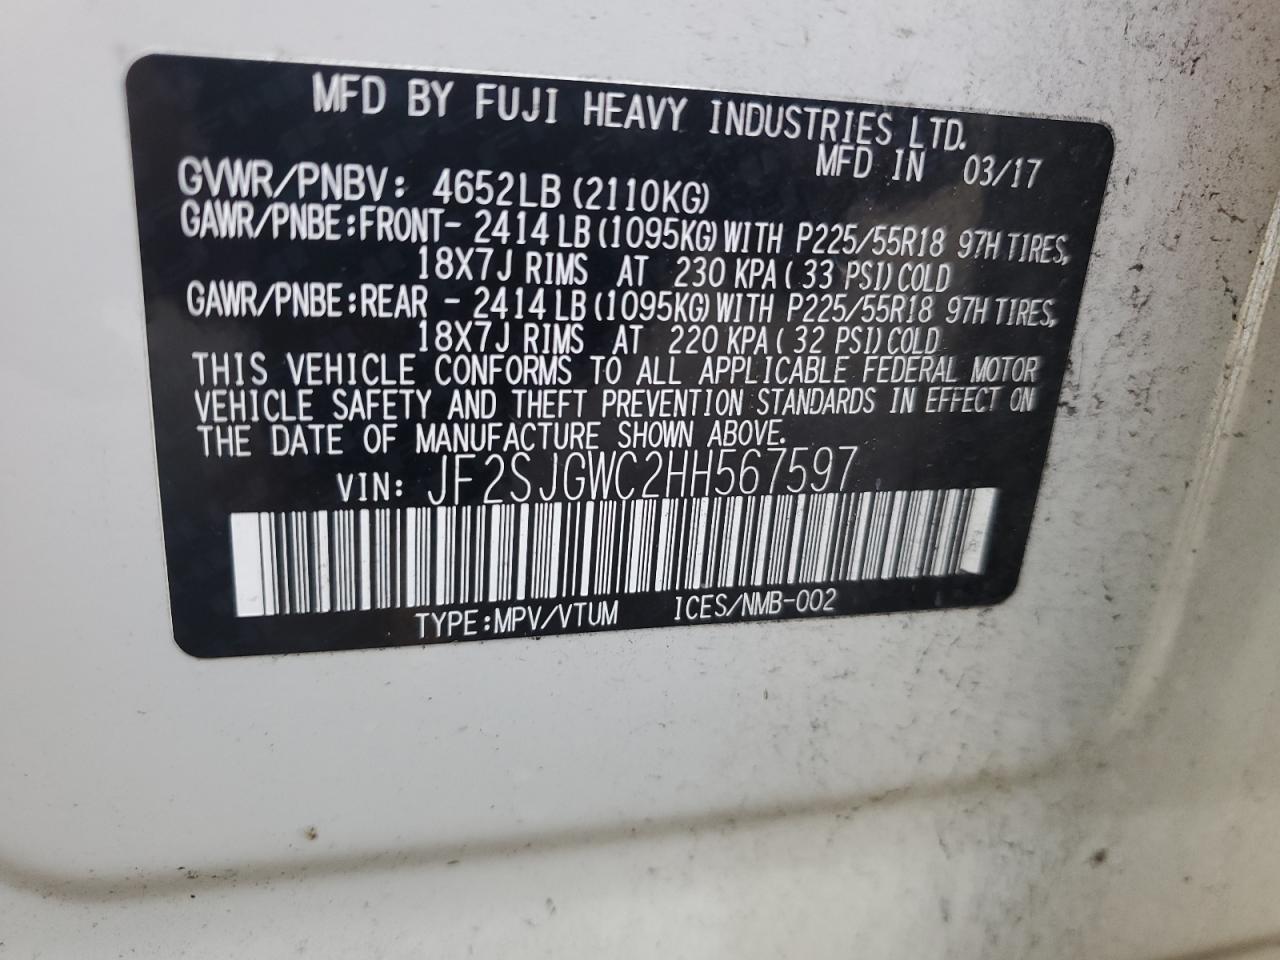 MFD BY FUJI HEAVY INDUSTRIES LTD.
MFD IN 03/17
GVWR/PNBV: 4652LB (2110KG)
GAWR/PNBE:FRONT- 2414 LB (1095KG) WITH P225/55R18 97H TIRES,
18X7J RIMS AT 230 KPA ( 33 PSI) COLD
GAWR/PNBE:REAR - 2414 LB (1095KG) WITH P225/55R18 97H TIRES,
18X7J RIMS AT 220 KPA ( 32 PSI) COLD
THIS VEHICLE CONFORMS TO ALL APPLICABLE FEDERAL MOTOR
VEHICLE SAFETY AND THEFT PREVENTION STANDARDS IN EFFECT ON
THE DATE OF MANUFACTURE SHOWN ABOVE.
VIN: JF2SJGWC2HH567597
TYPE:MPV/VTUM ICES/NMB-002